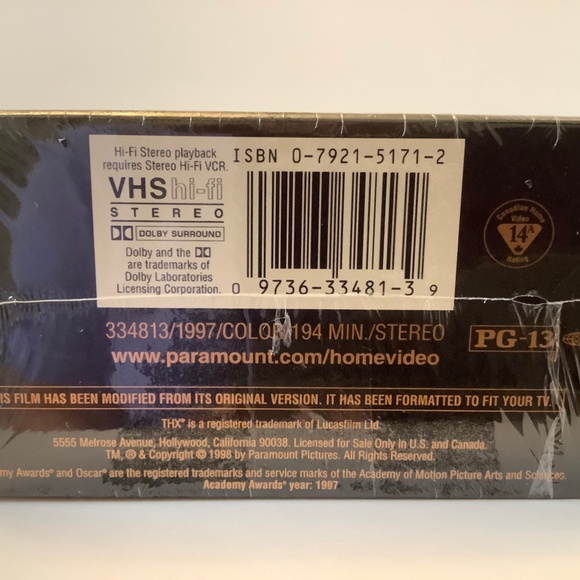 Hi-Fi Stereo playback
requires Stereo Hi-Fi VCR.
VHS hi-fi
STEREO
DOLBY SURROUND
Dolby and the
are trademarks of
Dolby Laboratories
Licensing Corporation.
ISBN 0-7921-5171-2
0 9736-33481-3 9
Canadian Home
Video
14A
Rating
334813/1997/COLOR/194 MIN./STEREO
PG-13
www.paramount.com/homevideo
IS FILM HAS BEEN MODIFIED FROM ITS ORIGINAL VERSION. IT HAS BEEN FORMATTED TO FIT YOUR TV.
THX® is a registered trademark of Lucasfilm Ltd.
5555 Melrose Avenue, Hollywood, California 90038. Licensed for Sale Only in U.S. and Canada.
TM, ® & Copyright © 1998 by Paramount Pictures. All Rights Reserved.
emy Awards® and Oscar® are the registered trademarks and service marks of the Academy of Motion Picture Arts and Sciences.
Academy Awards® year: 1997